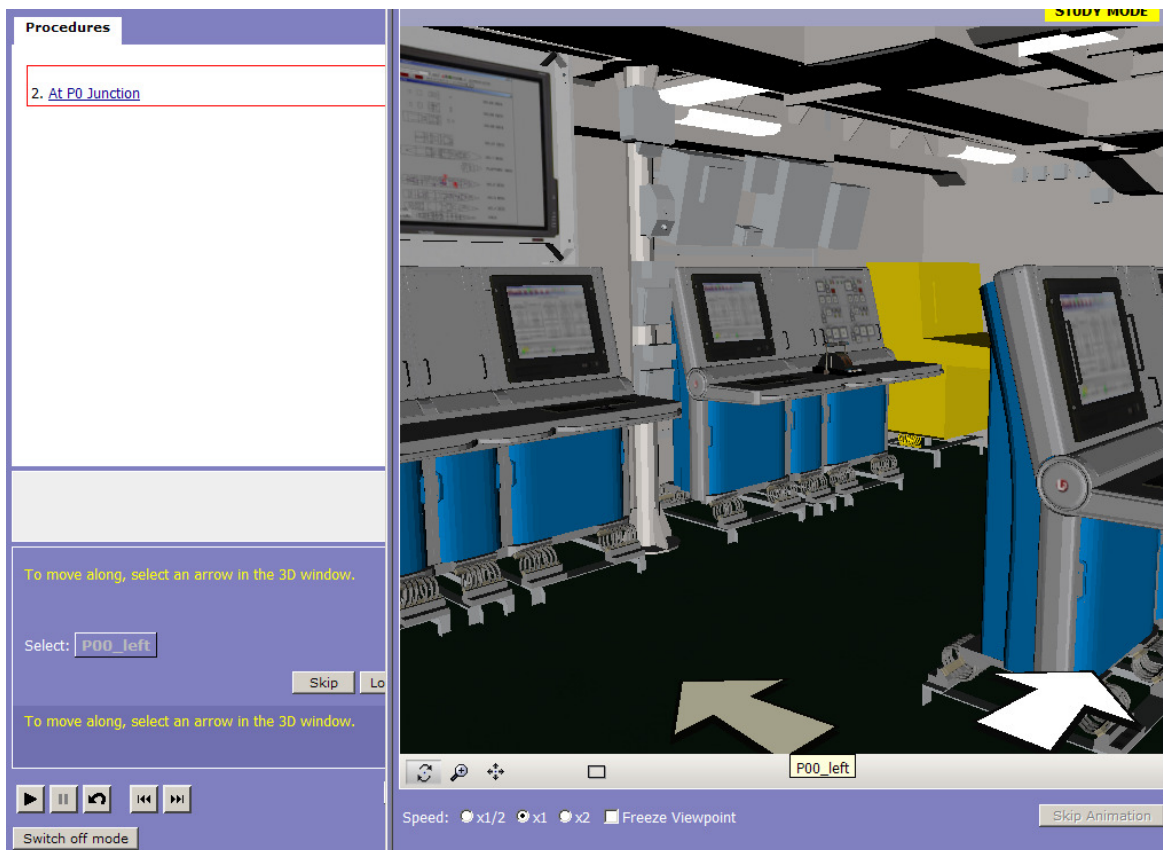 Procedures
STUDY MODE
2. At P0 Junction
To move along, select an arrow in the 3D window.
Select: P00_left
Skip
Lo
To move along, select an arrow in the 3D window.
P00_left
Speed: x1/2 x1 x2 Freeze Viewpoint
Skip Animation
Switch off mode